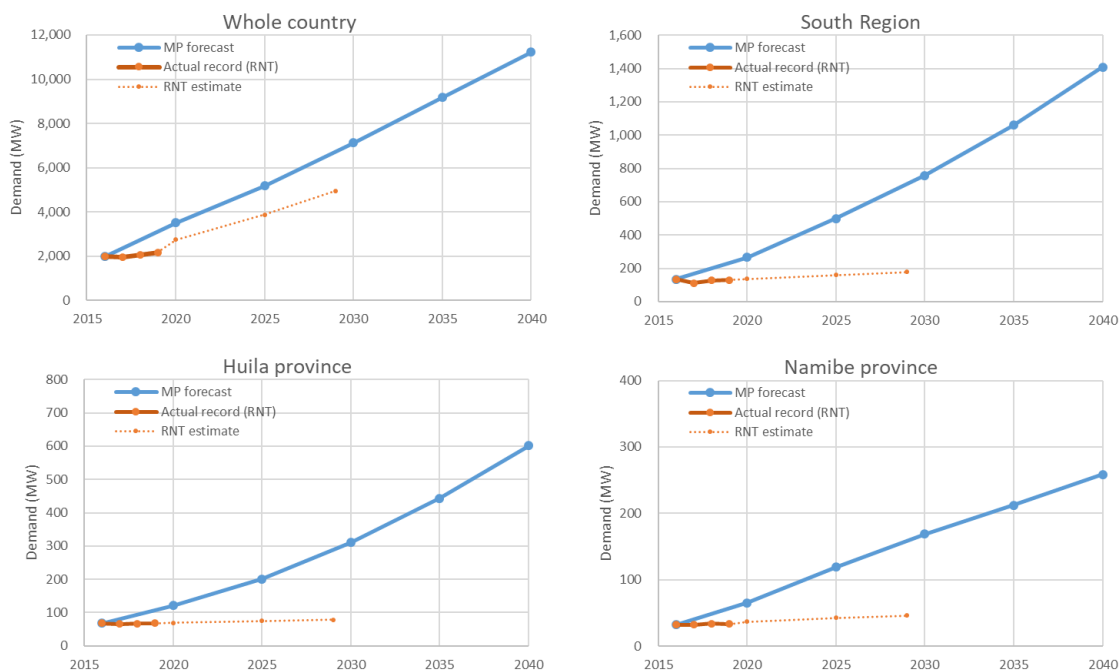 Whole country
12,000
10,000
8,000
6,000
4,000
2,000
0
Demand (MW)
MP forecast
Actual record (RNT)
RNT estimate
2015 2020 2025 2030 2035 2040
South Region
1,600
1,400
1,200
1,000
800
600
400
200
0
Demand (MW)
MP forecast
Actual record (RNT)
RNT estimate
2015 2020 2025 2030 2035 2040
Huila province
800
700
600
500
400
300
200
100
0
Demand (MW)
MP forecast
Actual record (RNT)
RNT estimate
2015 2020 2025 2030 2035 2040
Namibe province
400
300
200
100
0
Demand (MW)
MP forecast
Actual record (RNT)
RNT estimate
2015 2020 2025 2030 2035 2040